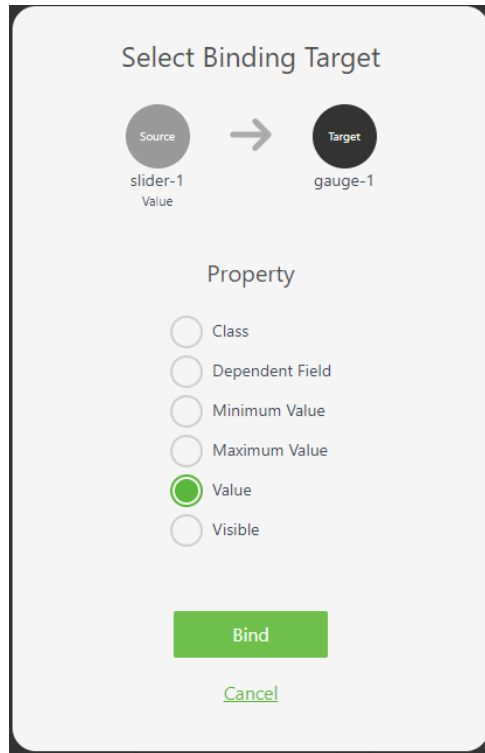 Select Binding Target
Source
Target
slider-1
gauge-1
Value
Property
Class
Dependent Field
Minimum Value
Maximum Value
Value
Visible
Bind
Cancel